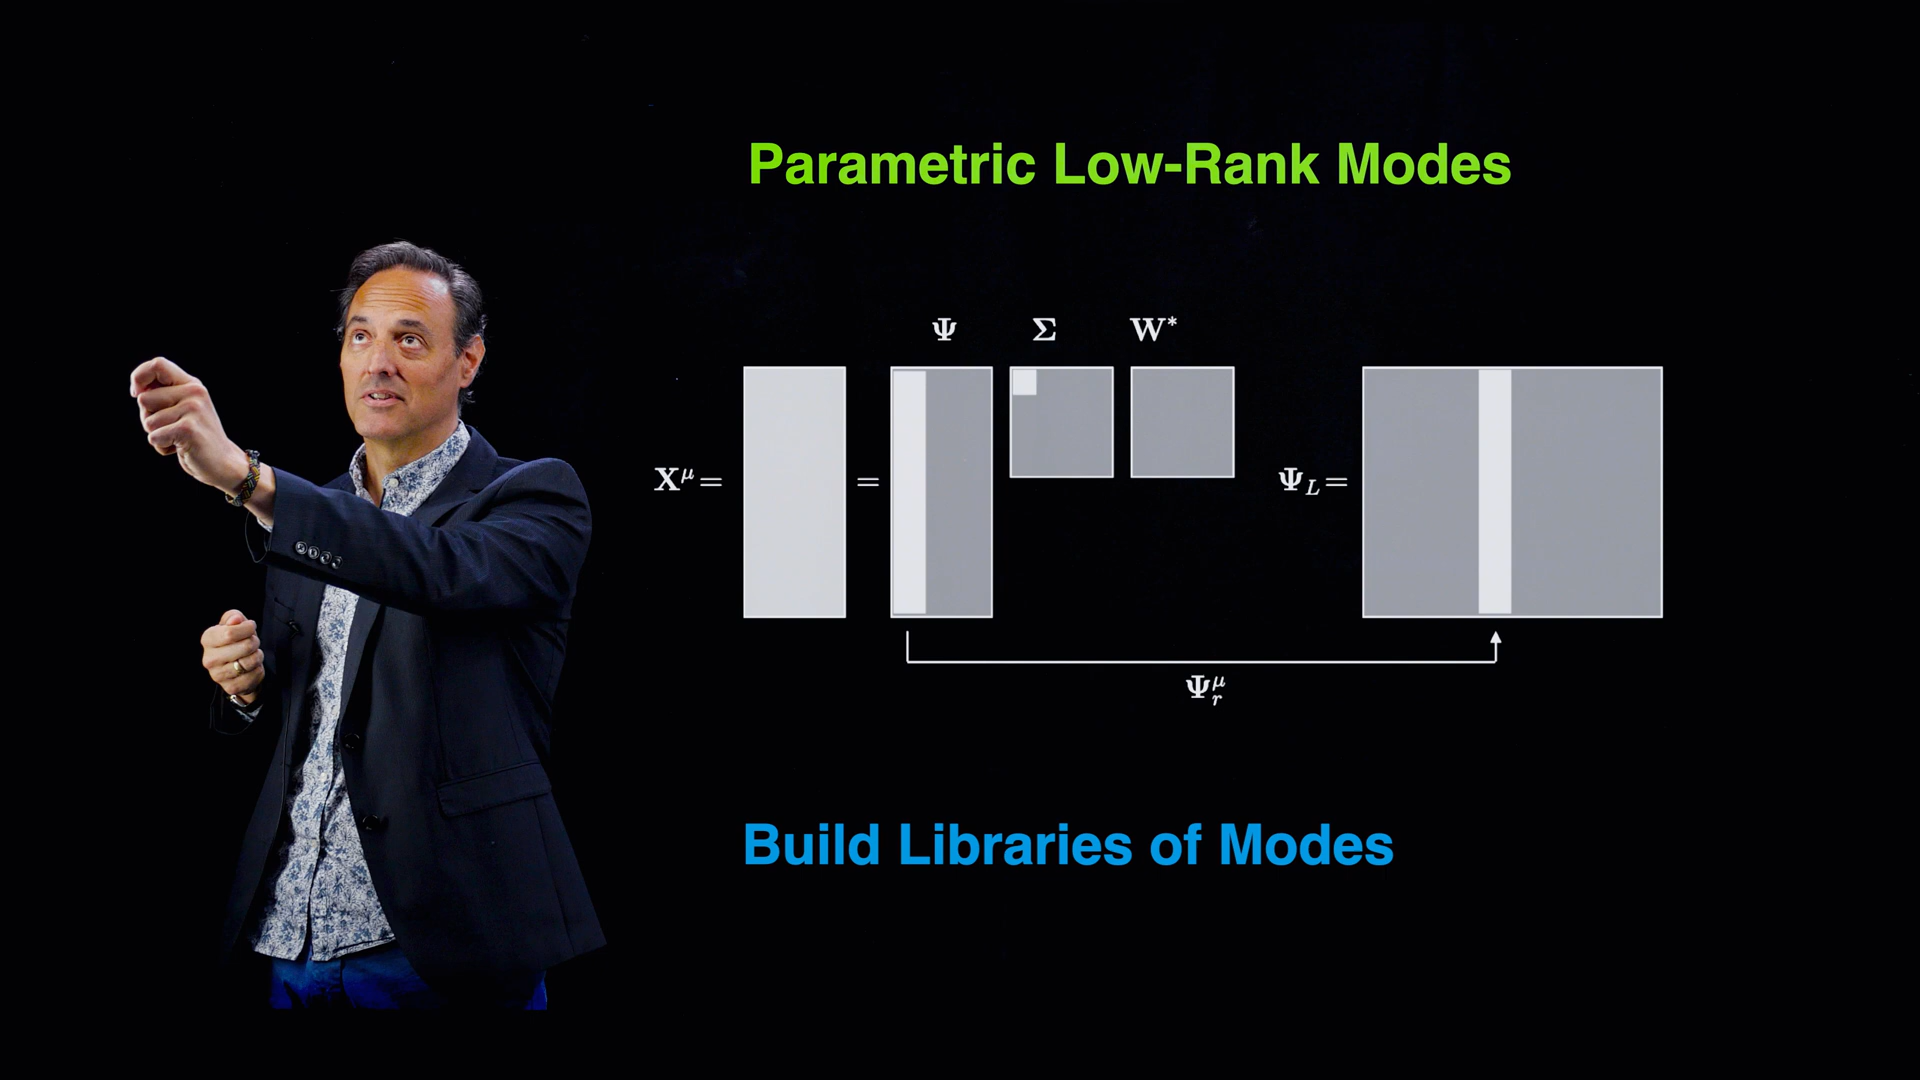 Parametric Low-Rank Modes
Ψ Σ W*
X^μ = = Ψ_L =
Ψ_r^μ
Build Libraries of Modes